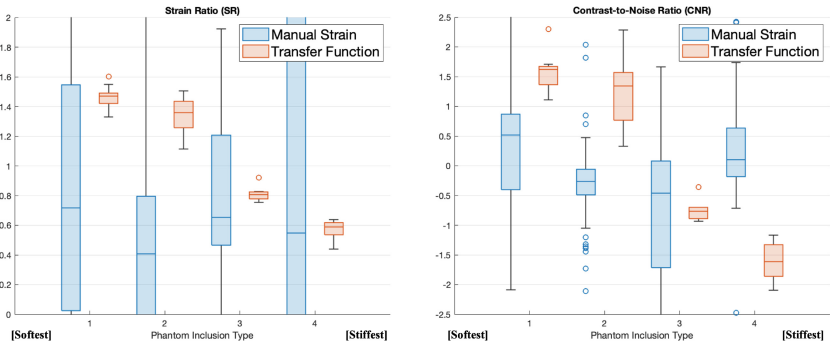 Strain Ratio (SR)
2
1.8
1.6
1.4
1.2
1
0.8
0.6
0.4
0.2
0
Manual Strain
Transfer Function
1 2 3 4
[Softest] Phantom Inclusion Type [Stiffest]
Contrast-to-Noise Ratio (CNR)
2.5
2
1.5
1
0.5
0
-0.5
-1
-1.5
-2
-2.5
Manual Strain
Transfer Function
1 2 3 4
[Softest] Phantom Inclusion Type [Stiffest]